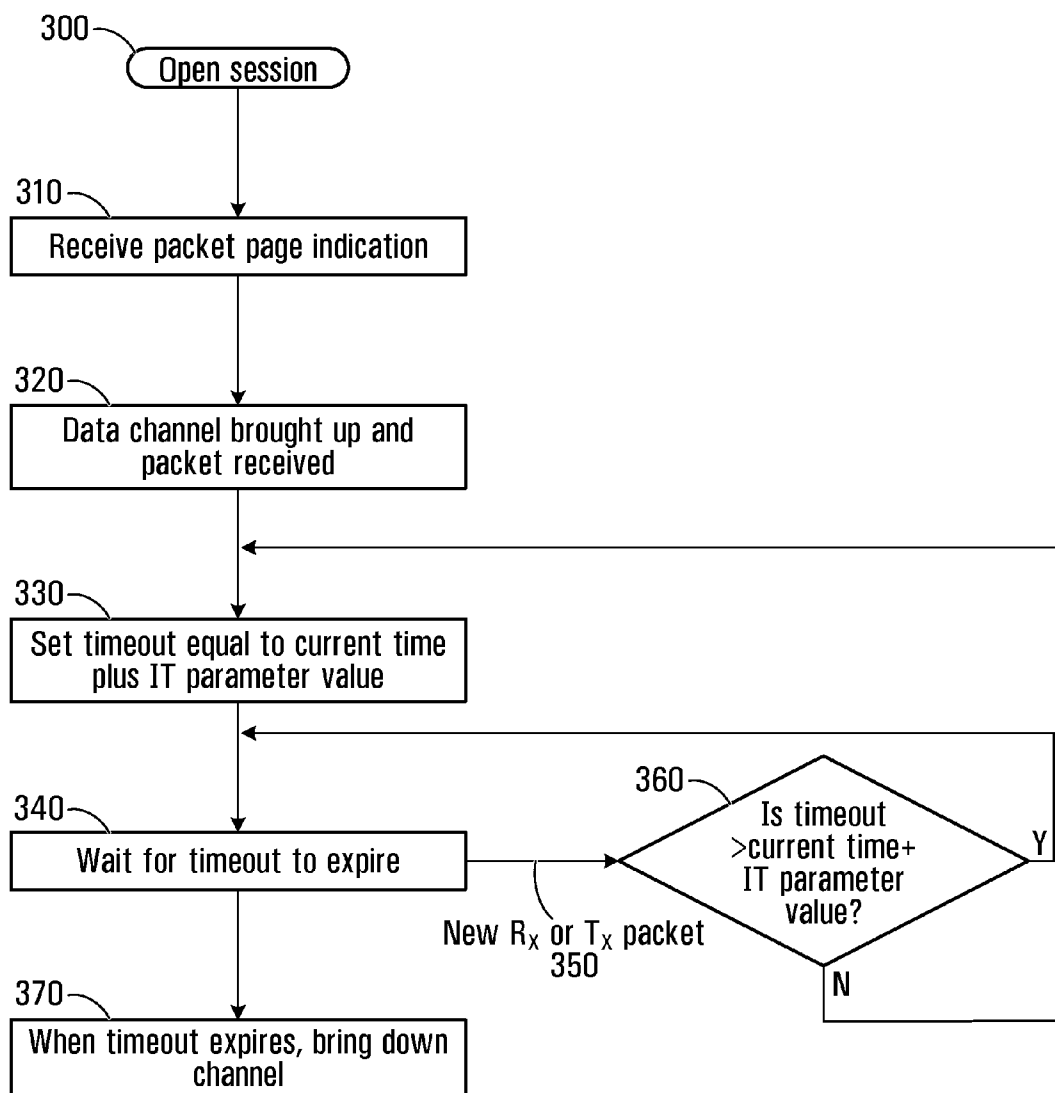 300
Open session
310
Receive packet page indication
320
Data channel brought up and
packet received
330
Set timeout equal to current time
plus IT parameter value
340
Wait for timeout to expire
New Rx or Tx packet
350
360
Is timeout
>current time+
IT parameter
value?
Y
N
370
When timeout expires, bring down
channel